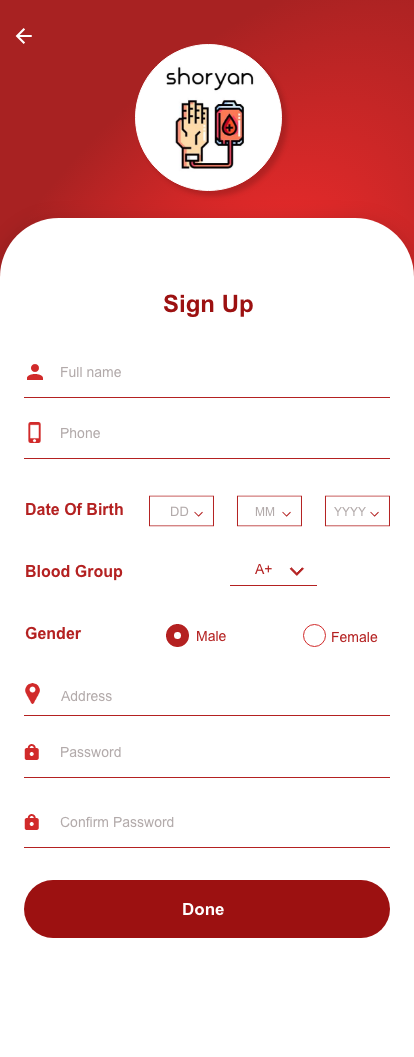 shoryan
Sign Up
Full name
Phone
Date Of Birth DD MM YYYY
Blood Group A+
Gender Male Female
Address
Password
Confirm Password
Done